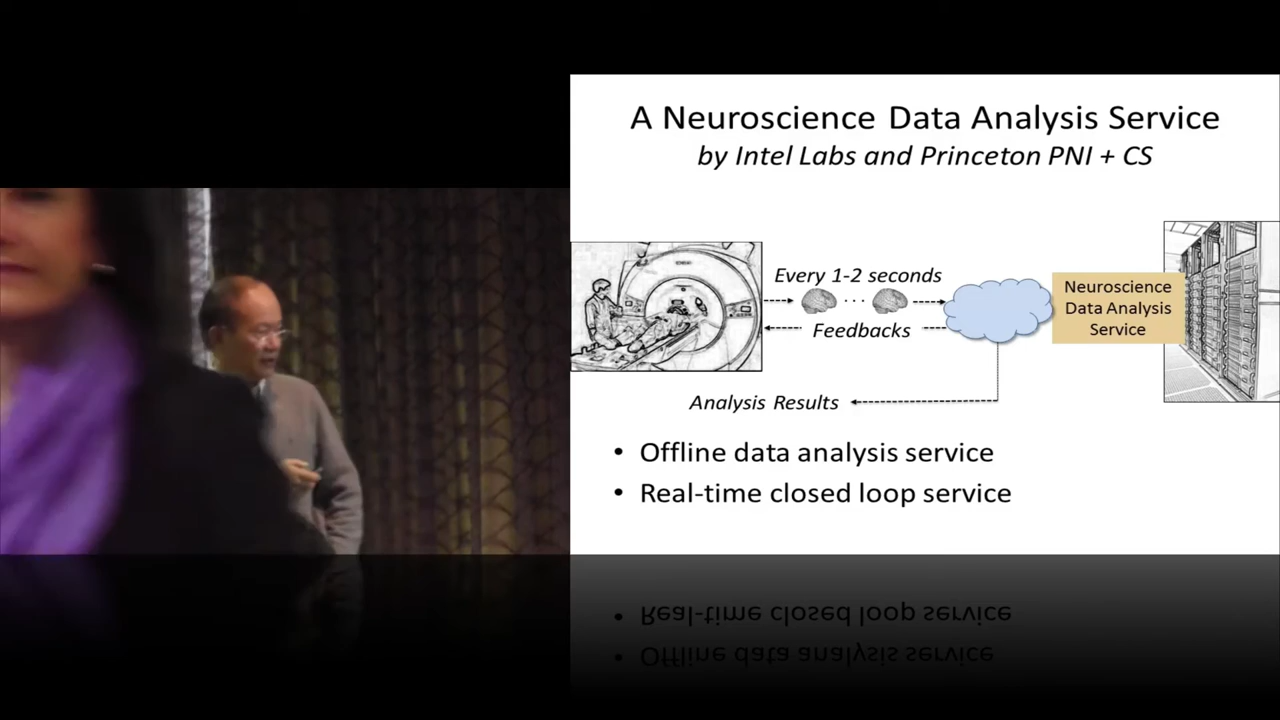 A Neuroscience Data Analysis Service
by Intel Labs and Princeton PNI + CS
Every 1-2 seconds
. . .
Feedbacks
Neuroscience
Data Analysis
Service
Analysis Results
• Offline data analysis service
• Real-time closed loop service